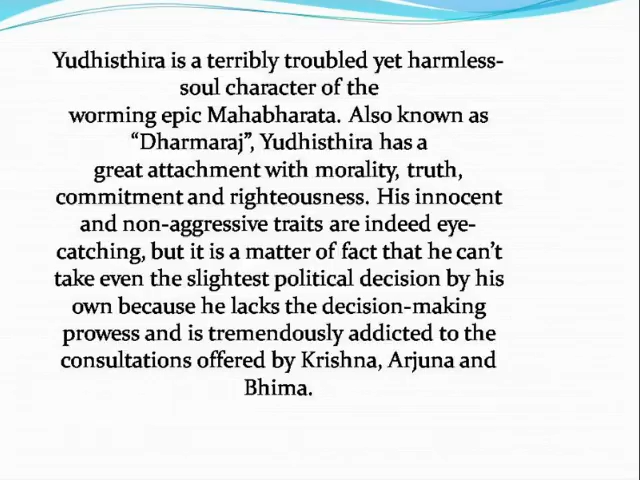 Yudhisthira is a terribly troubled yet harmless-
soul character of the
worming epic Mahabharata. Also known as
“Dharmaraj”, Yudhisthira has a
great attachment with morality, truth,
commitment and righteousness. His innocent
and non-aggressive traits are indeed eye-
catching, but it is a matter of fact that he can’t
take even the slightest political decision by his
own because he lacks the decision-making
prowess and is tremendously addicted to the
consultations offered by Krishna, Arjuna and
Bhima.